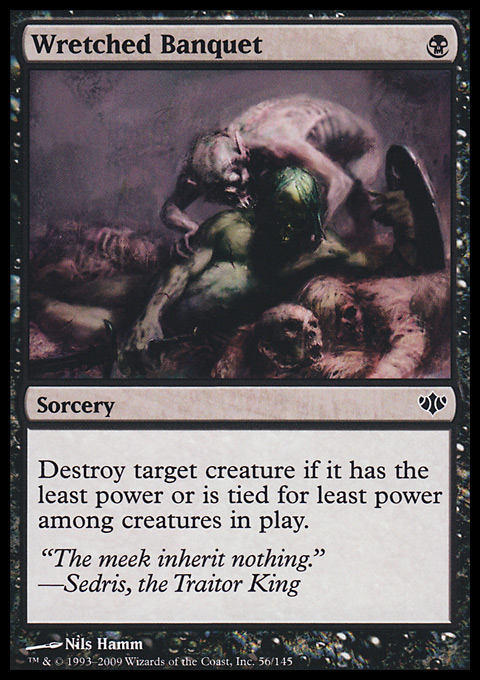 Wretched Banquet
Sorcery
Destroy target creature if it has the
least power or is tied for least power
among creatures in play.
“The meek inherit nothing.”
—Sedris, the Traitor King
Nils Hamm
™ & © 1993–2009 Wizards of the Coast, Inc. 56/145